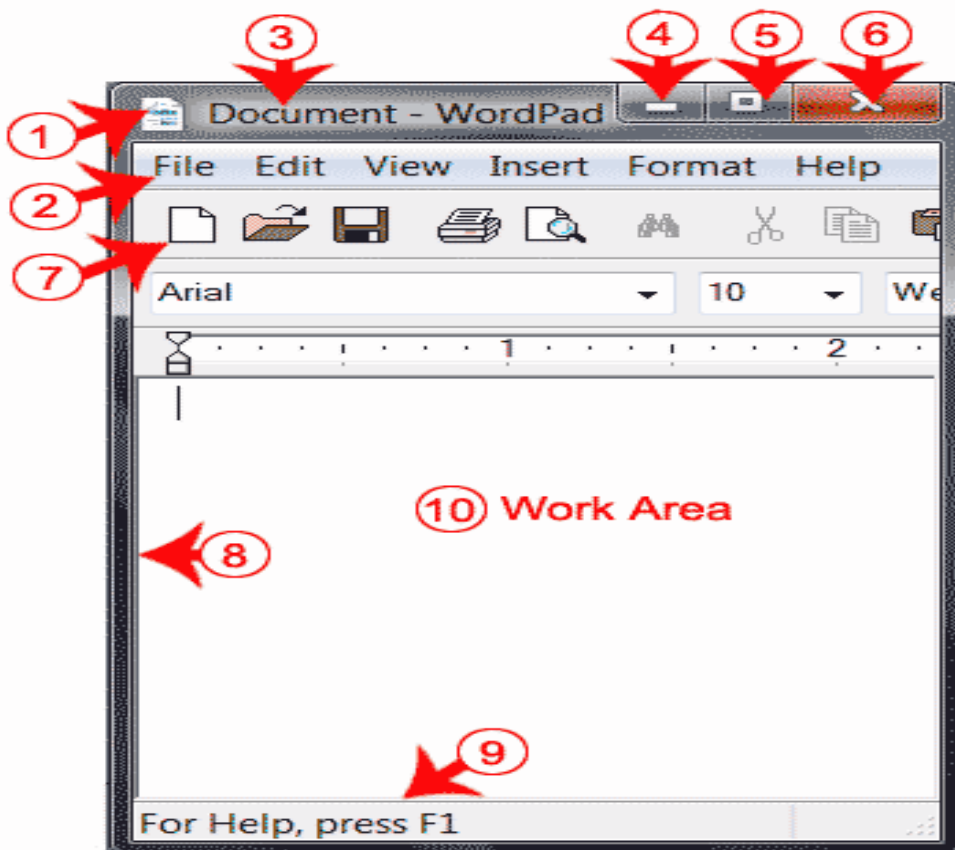 3 4 5 6
1 Document - WordPad
2 File Edit View Insert Format Help
7
Arial 10 We
1 2
10 Work Area
8
9
For Help, press F1